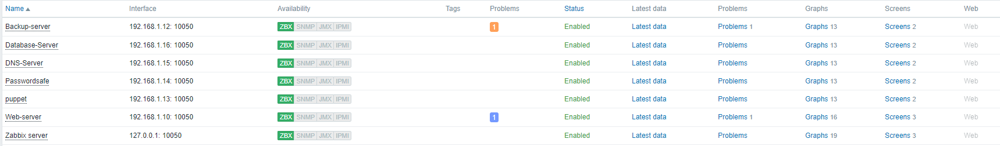 Name Interface Availability Tags Problems Status Latest data Problems Graphs Screens Web
Backup-server 192.168.1.12: 10050 ZBX SNMP JMX IPMI 1 Enabled Latest data Problems 1 Graphs 13 Screens 2 Web
Database-Server 192.168.1.16: 10050 ZBX SNMP JMX IPMI Enabled Latest data Problems Graphs 13 Screens 2 Web
DNS-Server 192.168.1.15: 10050 ZBX SNMP JMX IPMI Enabled Latest data Problems Graphs 13 Screens 2 Web
Passwordsafe 192.168.1.14: 10050 ZBX SNMP JMX IPMI Enabled Latest data Problems Graphs 13 Screens 2 Web
puppet 192.168.1.13: 10050 ZBX SNMP JMX IPMI Enabled Latest data Problems Graphs 13 Screens 2 Web
Web-server 192.168.1.10: 10050 ZBX SNMP JMX IPMI 1 Enabled Latest data Problems 1 Graphs 16 Screens 3 Web
Zabbix server 127.0.0.1: 10050 ZBX SNMP JMX IPMI Enabled Latest data Problems Graphs 19 Screens 3 Web